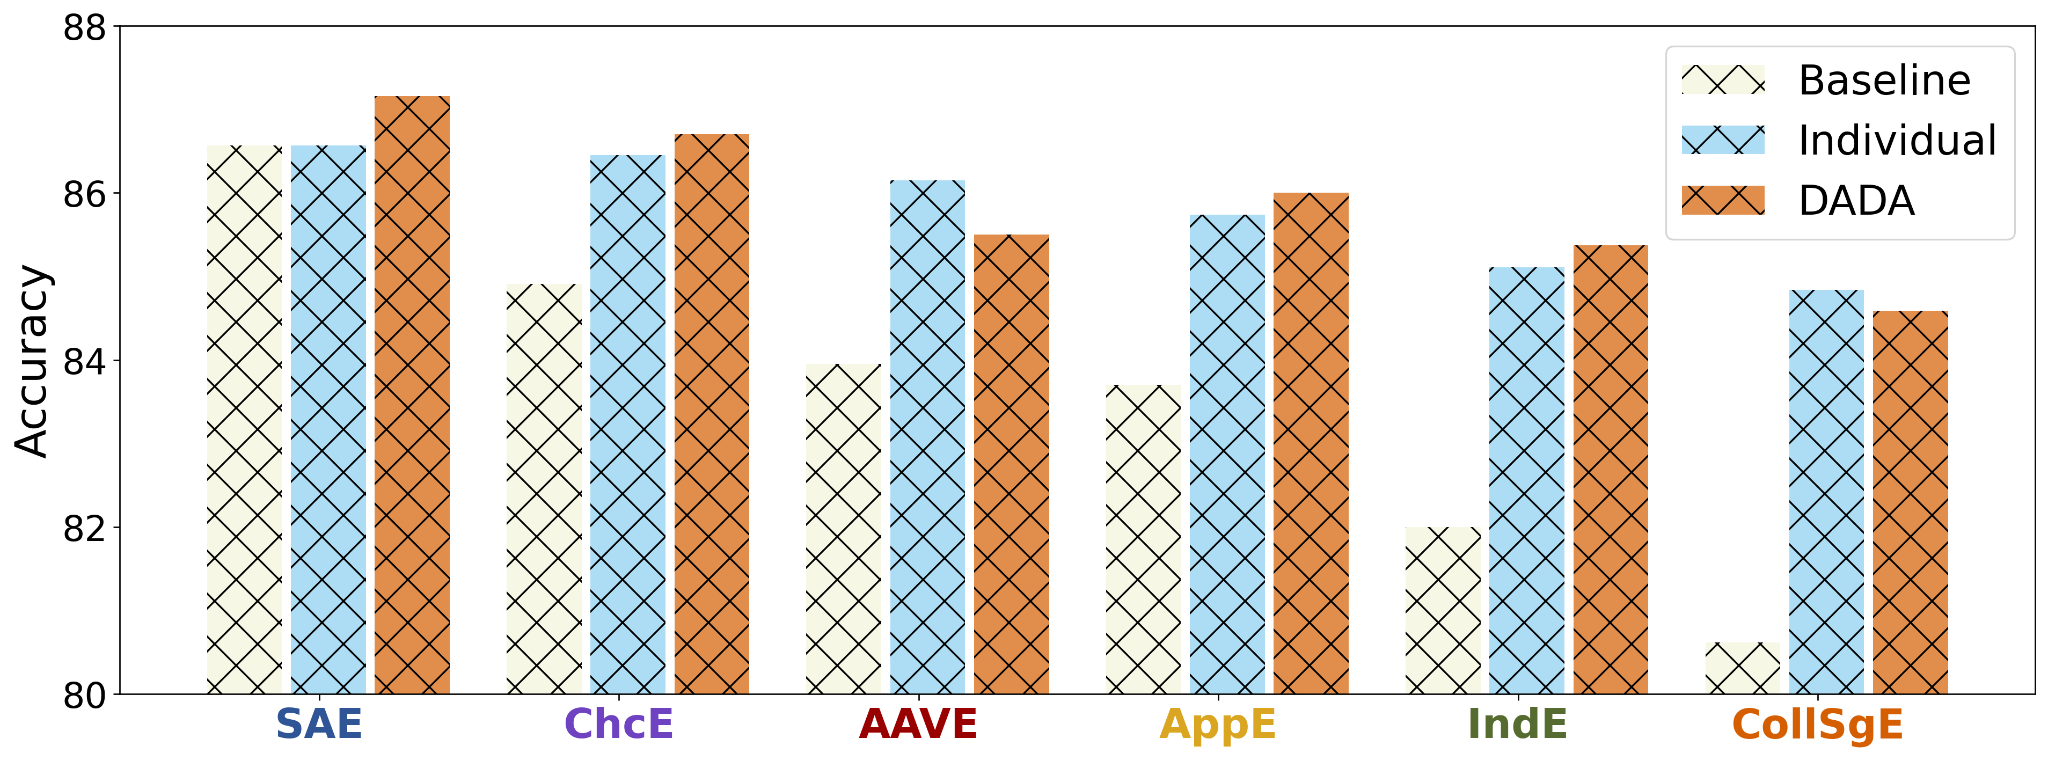 Accuracy
88
86
84
82
80
Baseline
Individual
DADA
SAE ChcE AAVE AppE IndE CollSgE